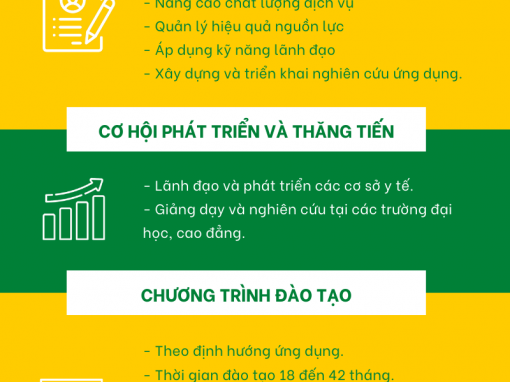 - Nâng cao chất lượng dịch vụ
- Quản lý hiệu quả nguồn lực
- Áp dụng kỹ năng lãnh đạo
- Xây dựng và triển khai nghiên cứu ứng dụng.
CƠ HỘI PHÁT TRIỂN VÀ THĂNG TIẾN
- Lãnh đạo và phát triển các cơ sở y tế.
- Giảng dạy và nghiên cứu tại các trường đại
học, cao đẳng.
CHƯƠNG TRÌNH ĐÀO TẠO
- Theo định hướng ứng dụng.
- Thời gian đào tạo 18 đến 42 tháng.